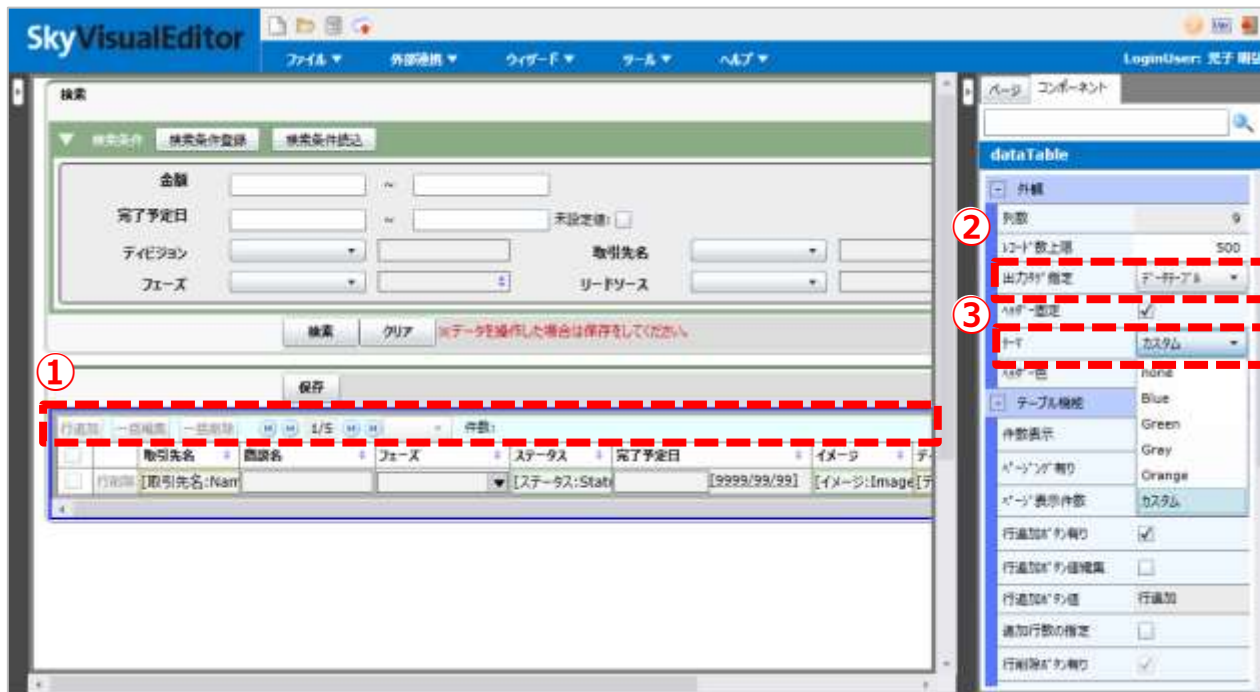 SkyVisualEditor
ファイル ▼ 外部連携 ▼ ウィザード ▼ ツール ▼ ヘルプ ▼
LoginUser: 児子 明弘
検索
ページ コンポーネント
▼ 検索条件 検索条件登録 検索条件読込
dataTable
金額 ~
外観
完了予定日 ~ 未設定値:
② 列数 9
ディビジョン 取引先名
レコード数上限 500
フェーズ リードソース
出力タグ指定 データテーブル
③ ヘッダー固定
検索 クリア ※データを操作した場合は保存をしてください。
テーマ カスタム
① 保存
ヘッダー色
none
Blue
Green
Gray
Orange
カスタム
行追加 一括編集 一括削除 1/5 件数:
取引先名 商談名 フェーズ ステータス 完了予定日 イメージ
行削除 [取引先名:Nam [ステータス:Stat [9999/99/99] [イメージ:Image
テーブル機能
件数表示
ページング有り
ページ表示件数
行追加ボタン有り
行追加ボタン値編集
行追加ボタン値 行追加
追加行数の指定
行削除ボタン有り